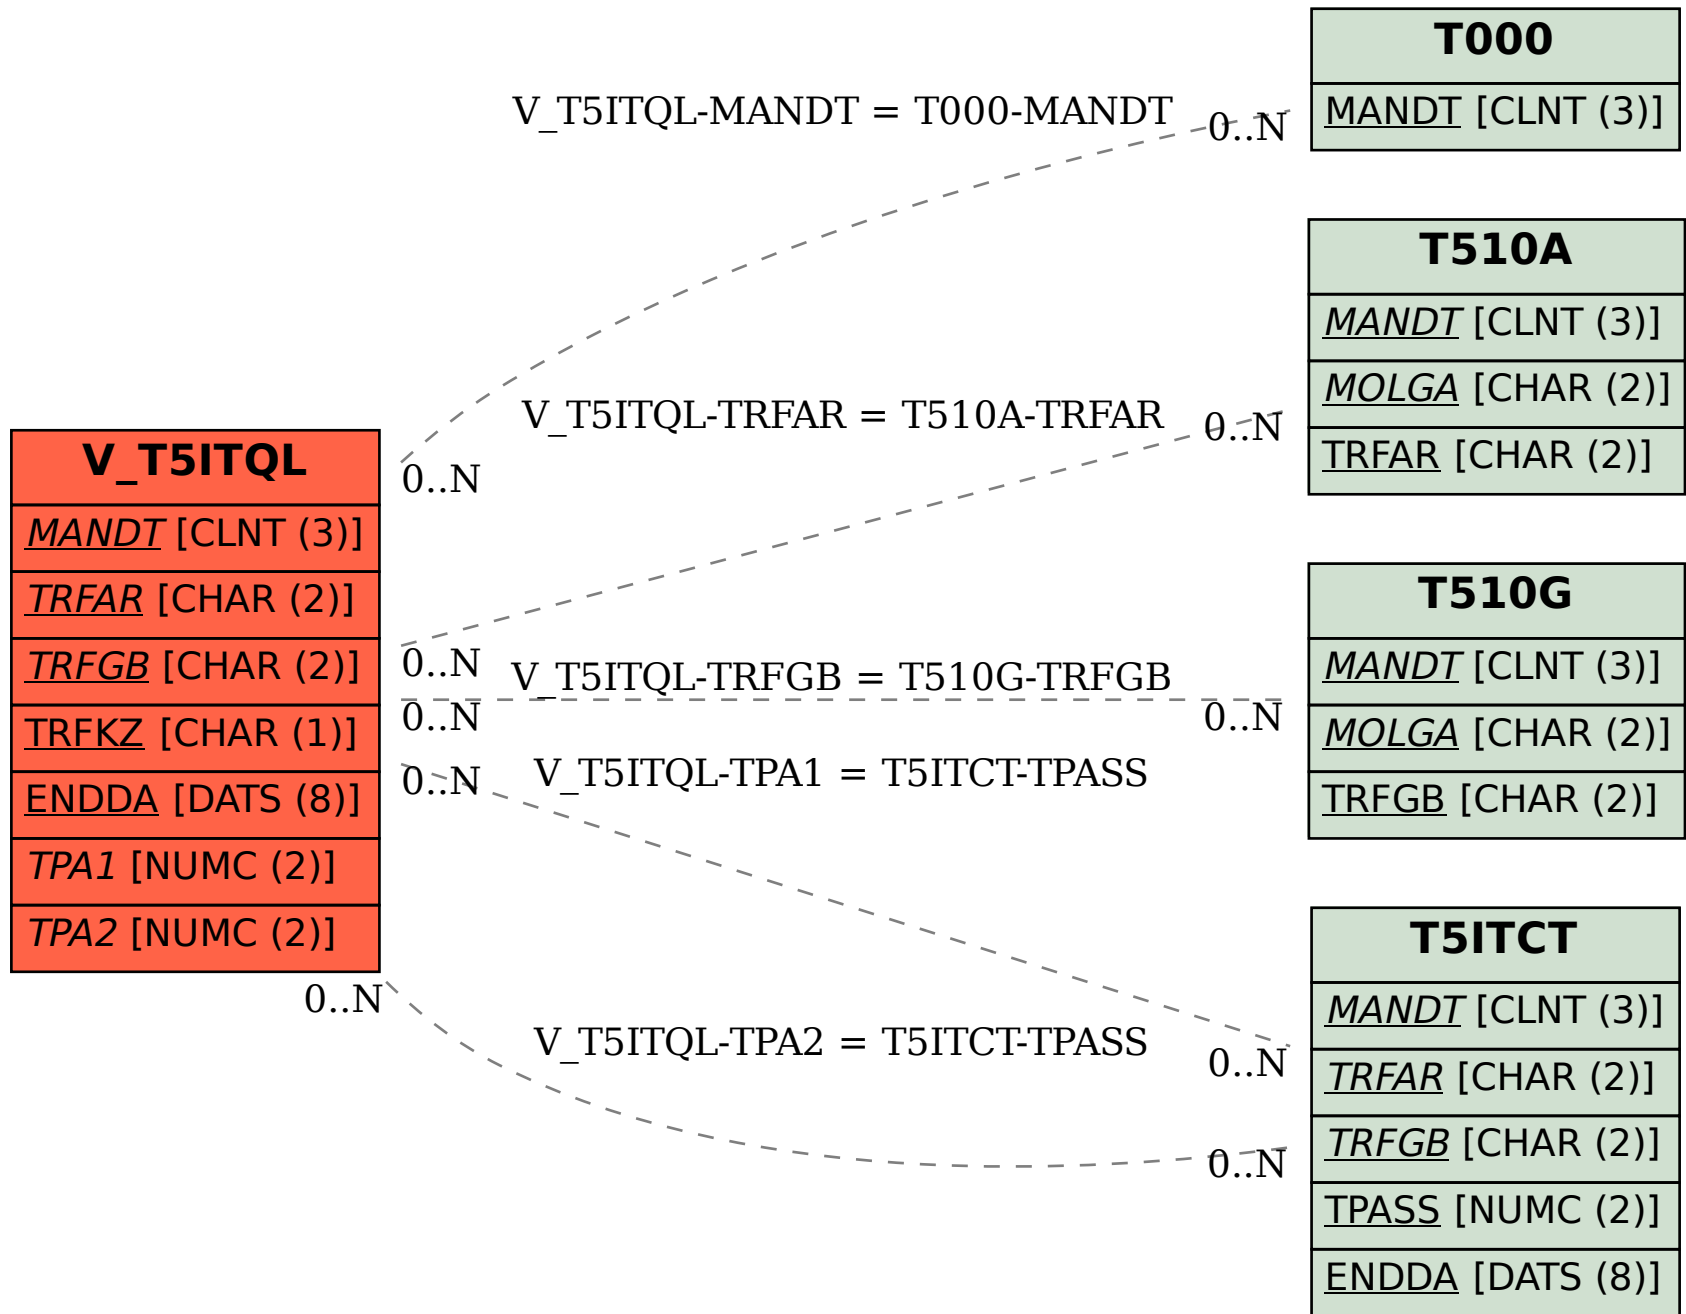 V_T5ITQL
MANDT [CLNT (3)]
TRFAR [CHAR (2)]
TRFGB [CHAR (2)]
TRFKZ [CHAR (1)]
ENDDA [DATS (8)]
TPA1 [NUMC (2)]
TPA2 [NUMC (2)]
V_T5ITQL-MANDT = T000-MANDT
0..N
0..N
V_T5ITQL-TRFAR = T510A-TRFAR
0..N
0..N
V_T5ITQL-TRFGB = T510G-TRFGB
0..N
0..N
V_T5ITQL-TPA1 = T5ITCT-TPASS
0..N
0..N
V_T5ITQL-TPA2 = T5ITCT-TPASS
0..N
0..N
T000
MANDT [CLNT (3)]
T510A
MANDT [CLNT (3)]
MOLGA [CHAR (2)]
TRFAR [CHAR (2)]
T510G
MANDT [CLNT (3)]
MOLGA [CHAR (2)]
TRFGB [CHAR (2)]
T5ITCT
MANDT [CLNT (3)]
TRFAR [CHAR (2)]
TRFGB [CHAR (2)]
TPASS [NUMC (2)]
ENDDA [DATS (8)]